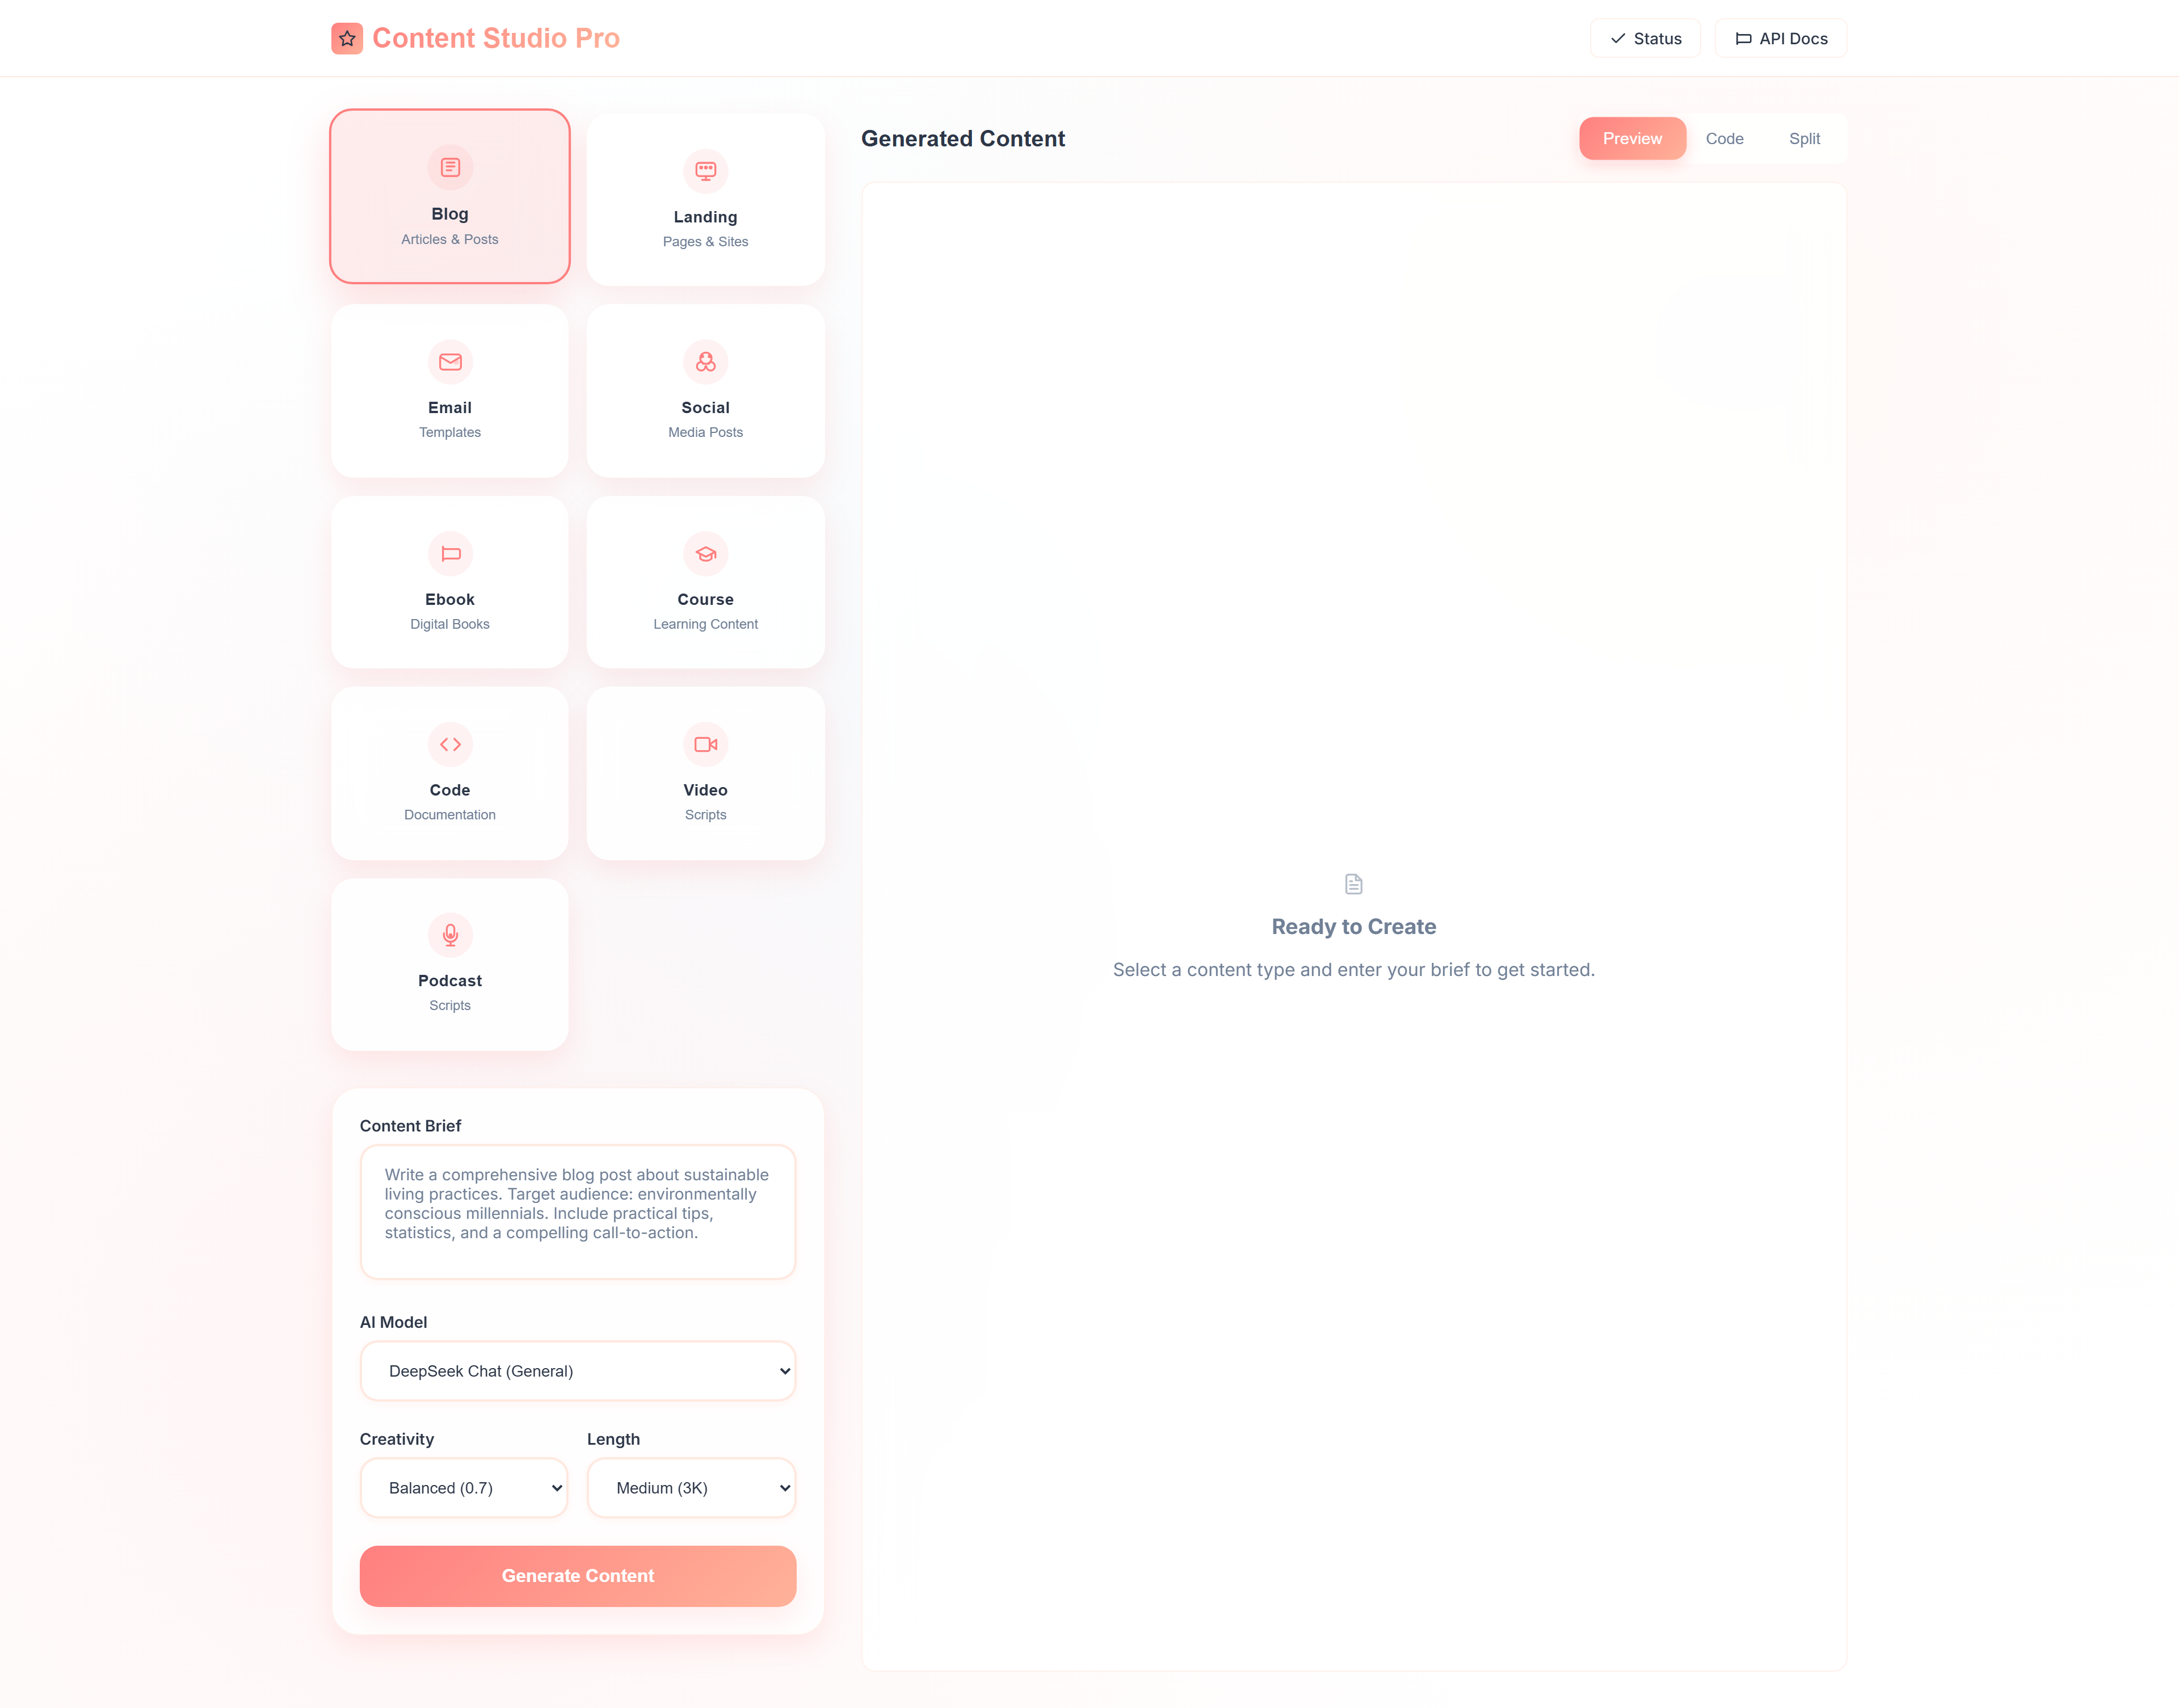 Content Studio Pro
Status
API Docs
Blog
Articles & Posts
Landing
Pages & Sites
Email
Templates
Social
Media Posts
Ebook
Digital Books
Course
Learning Content
Code
Documentation
Video
Scripts
Podcast
Scripts
Content Brief
Write a comprehensive blog post about sustainable
living practices. Target audience: environmentally
conscious millennials. Include practical tips,
statistics, and a compelling call-to-action.
AI Model
DeepSeek Chat (General)
Creativity
Length
Balanced (0.7)
Medium (3K)
Generate Content
Generated Content
Preview
Code
Split
Ready to Create
Select a content type and enter your brief to get started.